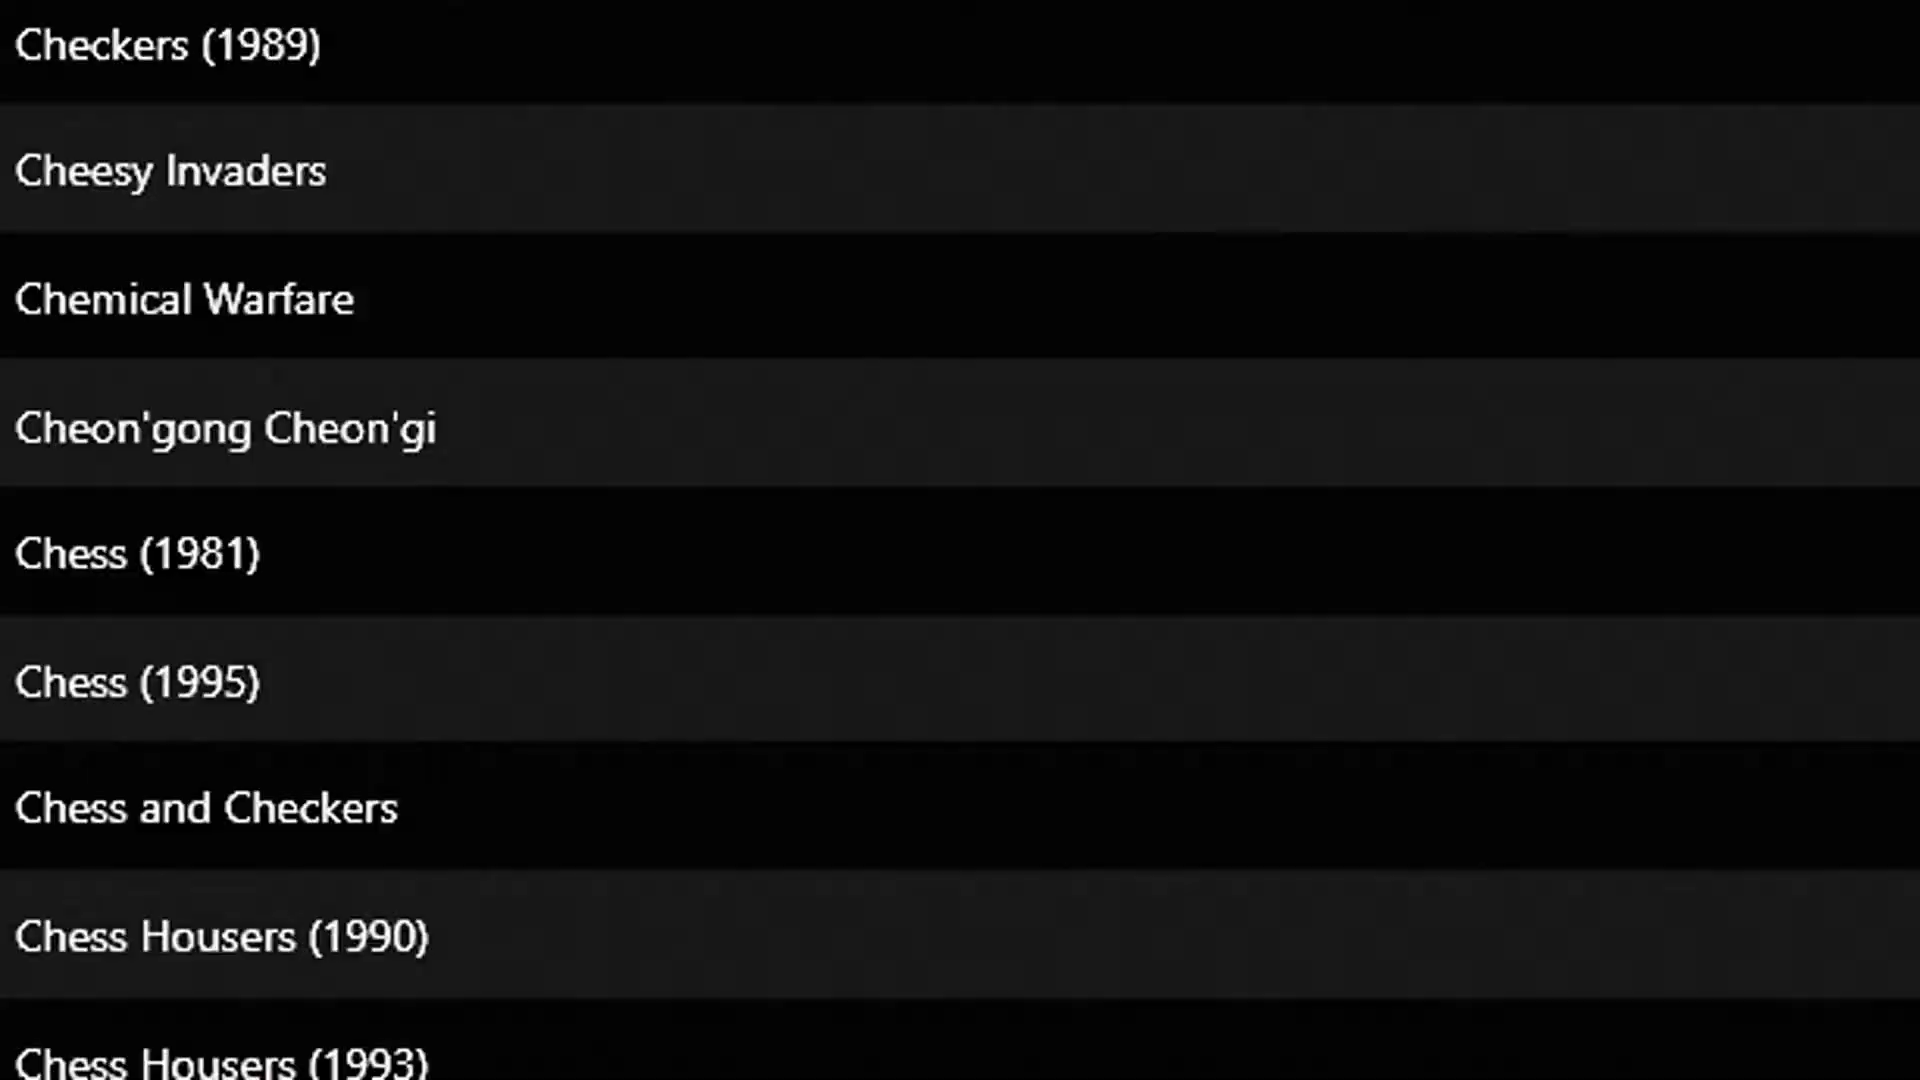 Checkers (1989)
Cheesy Invaders
Chemical Warfare
Cheon'gong Cheon'gi
Chess (1981)
Chess (1995)
Chess and Checkers
Chess Housers (1990)
Chess Housers (1993)